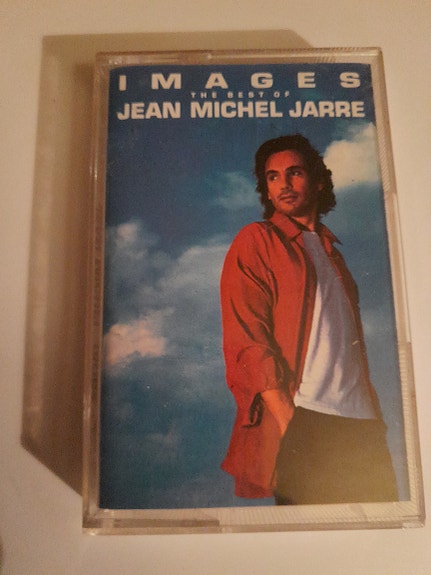 IMAGES
THE BEST OF
JEAN MICHEL JARRE